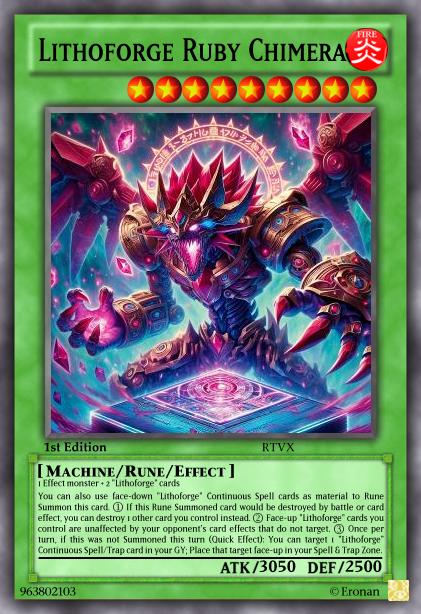 LITHOFORGE RUBY CHIMERA
FIRE
炎
1st Edition
RTVX
[ MACHINE/RUNE/EFFECT ]
1 Effect monster + 2 "Lithoforge" cards
You can also use face-down "Lithoforge" Continuous Spell cards as material to Rune
Summon this card. ① If this Rune Summoned card would be destroyed by battle or card
effect, you can destroy 1 other card you control instead. ② Face-up "Lithoforge" cards you
control are unaffected by your opponent's card effects that do not target. ③ Once per
turn, if this was not Summoned this turn (Quick Effect): You can target 1 "Lithoforge"
Continuous Spell/Trap card in your GY; Place that target face-up in your Spell & Trap Zone.
ATK/3050 DEF/2500
963802103
© Eronan